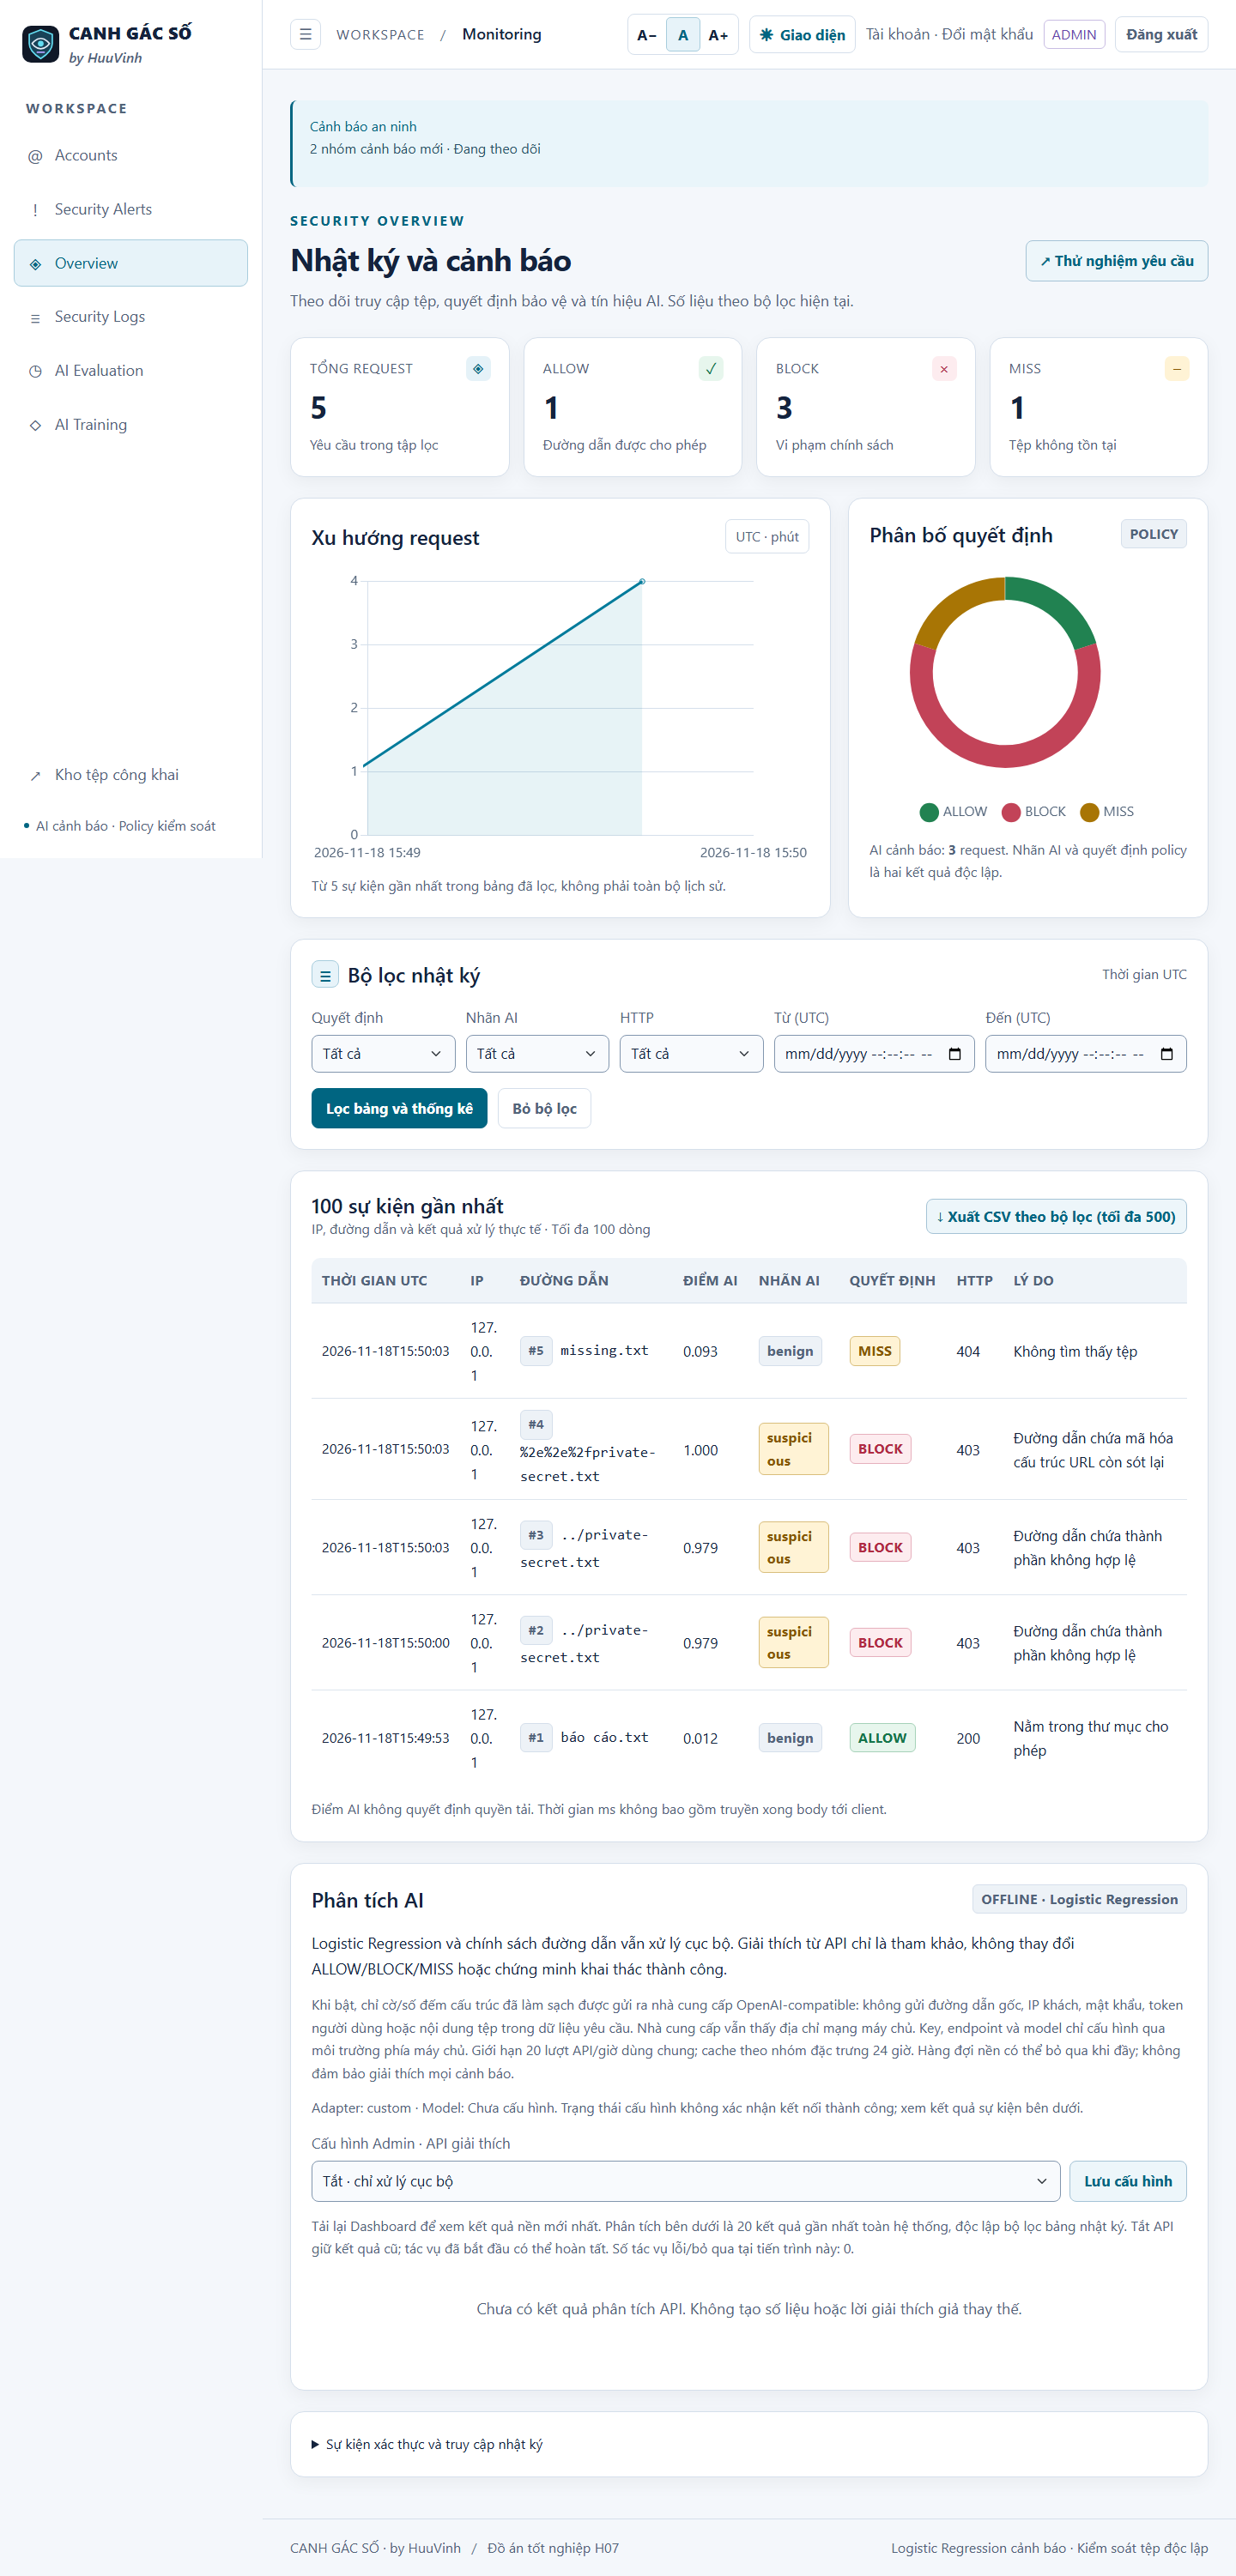 CANH GÁC SỐ
by HuuVinh
WORKSPACE
@ Accounts
! Security Alerts
Overview
Security Logs
AI Evaluation
AI Training
↗ Kho tệp công khai
• AI cảnh báo · Policy kiểm soát
WORKSPACE / Monitoring
A− A A+
Giao diện
Tài khoản · Đổi mật khẩu
ADMIN
Đăng xuất
Cảnh báo an ninh
2 nhóm cảnh báo mới · Đang theo dõi
SECURITY OVERVIEW
Nhật ký và cảnh báo
↗ Thử nghiệm yêu cầu
Theo dõi truy cập tệp, quyết định bảo vệ và tín hiệu AI. Số liệu theo bộ lọc hiện tại.
TỔNG REQUEST
5
Yêu cầu trong tập lọc
ALLOW
✓
1
Đường dẫn được cho phép
BLOCK
×
3
Vi phạm chính sách
MISS
−
1
Tệp không tồn tại
Xu hướng request
UTC · phút
4
3
2
1
0
2026-11-18 15:49
2026-11-18 15:50
Từ 5 sự kiện gần nhất trong bảng đã lọc, không phải toàn bộ lịch sử.
Phân bố quyết định
POLICY
ALLOW BLOCK MISS
AI cảnh báo: 3 request. Nhãn AI và quyết định policy
là hai kết quả độc lập.
Bộ lọc nhật ký
Thời gian UTC
Quyết định Nhãn AI HTTP Từ (UTC) Đến (UTC)
Tất cả Tất cả Tất cả mm/dd/yyyy --:--:-- -- mm/dd/yyyy --:--:-- --
Lọc bảng và thống kê
Bỏ bộ lọc
100 sự kiện gần nhất
IP, đường dẫn và kết quả xử lý thực tế · Tối đa 100 dòng
↓ Xuất CSV theo bộ lọc (tối đa 500)
THỜI GIAN UTC IP ĐƯỜNG DẪN ĐIỂM AI NHÃN AI QUYẾT ĐỊNH HTTP LÝ DO
2026-11-18T15:50:03 127.0.0.1 #5 missing.txt 0.093 benign MISS 404 Không tìm thấy tệp
2026-11-18T15:50:03 127.0.0.1 #4 %2e%2e%2fprivate-secret.txt 1.000 suspicious BLOCK 403 Đường dẫn chứa mã hóa cấu trúc URL còn sót lại
2026-11-18T15:50:03 127.0.0.1 #3 ../private-secret.txt 0.979 suspicious BLOCK 403 Đường dẫn chứa thành phần không hợp lệ
2026-11-18T15:50:00 127.0.0.1 #2 ../private-secret.txt 0.979 suspicious BLOCK 403 Đường dẫn chứa thành phần không hợp lệ
2026-11-18T15:49:53 127.0.0.1 #1 báo cáo.txt 0.012 benign ALLOW 200 Nằm trong thư mục cho phép
Điểm AI không quyết định quyền tải. Thời gian ms không bao gồm truyền xong body tới client.
Phân tích AI
OFFLINE · Logistic Regression
Logistic Regression và chính sách đường dẫn vẫn xử lý cục bộ. Giải thích từ API chỉ là tham khảo, không thay đổi
ALLOW/BLOCK/MISS hoặc chứng minh khai thác thành công.
Khi bật, chỉ cờ/số đếm cấu trúc đã làm sạch được gửi ra nhà cung cấp OpenAI-compatible: không gửi đường dẫn gốc, IP khách, mật khẩu, token
người dùng hoặc nội dung tệp trong dữ liệu yêu cầu. Nhà cung cấp vẫn thấy địa chỉ mạng máy chủ. Key, endpoint và model chỉ cấu hình qua
môi trường phía máy chủ. Giới hạn 20 lượt API/giờ dùng chung; cache theo nhóm đặc trưng 24 giờ. Hàng đợi nền có thể bỏ qua khi đầy; không
đảm bảo giải thích mọi cảnh báo.
Adapter: custom · Model: Chưa cấu hình. Trạng thái cấu hình không xác nhận kết nối thành công; xem kết quả sự kiện bên dưới.
Cấu hình Admin · API giải thích
Tắt · chỉ xử lý cục bộ
Lưu cấu hình
Tải lại Dashboard để xem kết quả nền mới nhất. Phân tích bên dưới là 20 kết quả gần nhất toàn hệ thống, độc lập bộ lọc bảng nhật ký. Tắt API
giữ kết quả cũ; tác vụ đã bắt đầu có thể hoàn tất. Số tác vụ lỗi/bỏ qua tại tiến trình này: 0.
Chưa có kết quả phân tích API. Không tạo số liệu hoặc lời giải thích giả thay thế.
▶ Sự kiện xác thực và truy cập nhật ký
CANH GÁC SỐ · by HuuVinh / Đồ án tốt nghiệp H07
Logistic Regression cảnh báo · Kiểm soát tệp độc lập